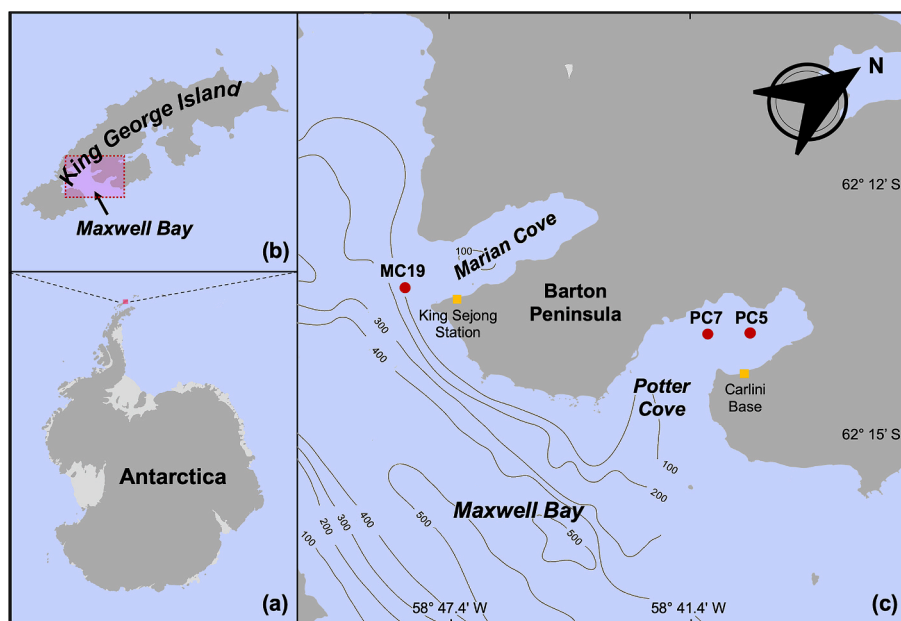 King George Island
Maxwell Bay
(b)
Antarctica
(a)
N
62° 12' S
Marian Cove
100
MC19
King Sejong
Station
Barton
Peninsula
PC7
PC5
Carlini
Base
Potter
Cove
62° 15' S
300
400
100
200
Maxwell Bay
500
500
400
300
200
100
58° 47.4' W
58° 41.4' W
(c)